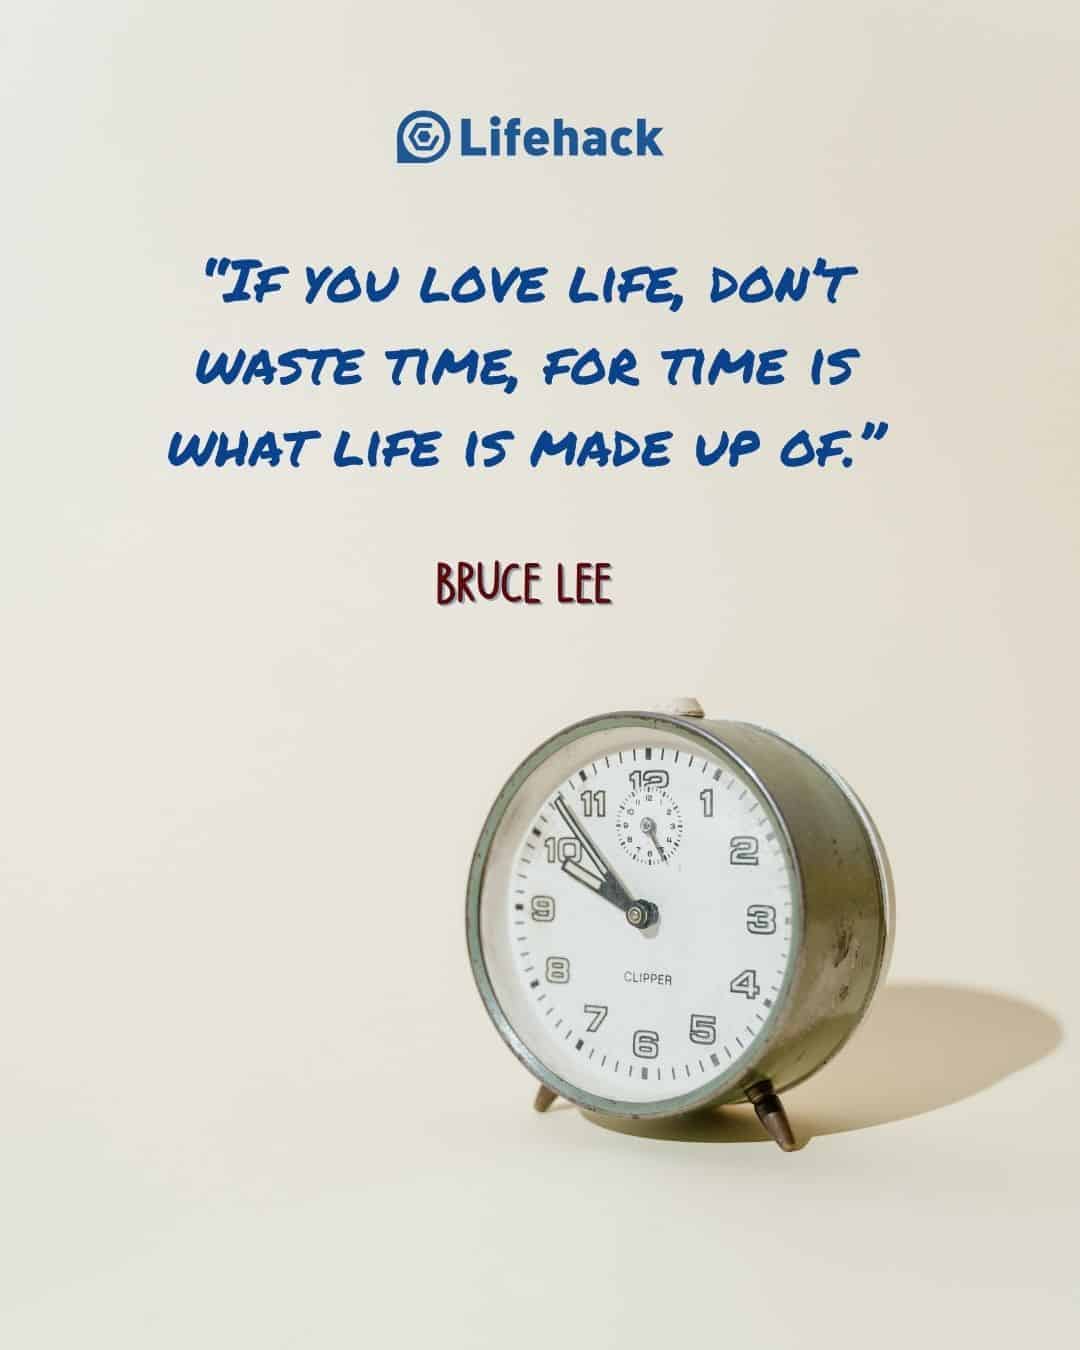 Lifehack
“If you love life, don't
waste time, for time is
what life is made up of.”
BRUCE LEE
12
11
1
10
2
9
3
8
4
7
5
6
CLIPPER